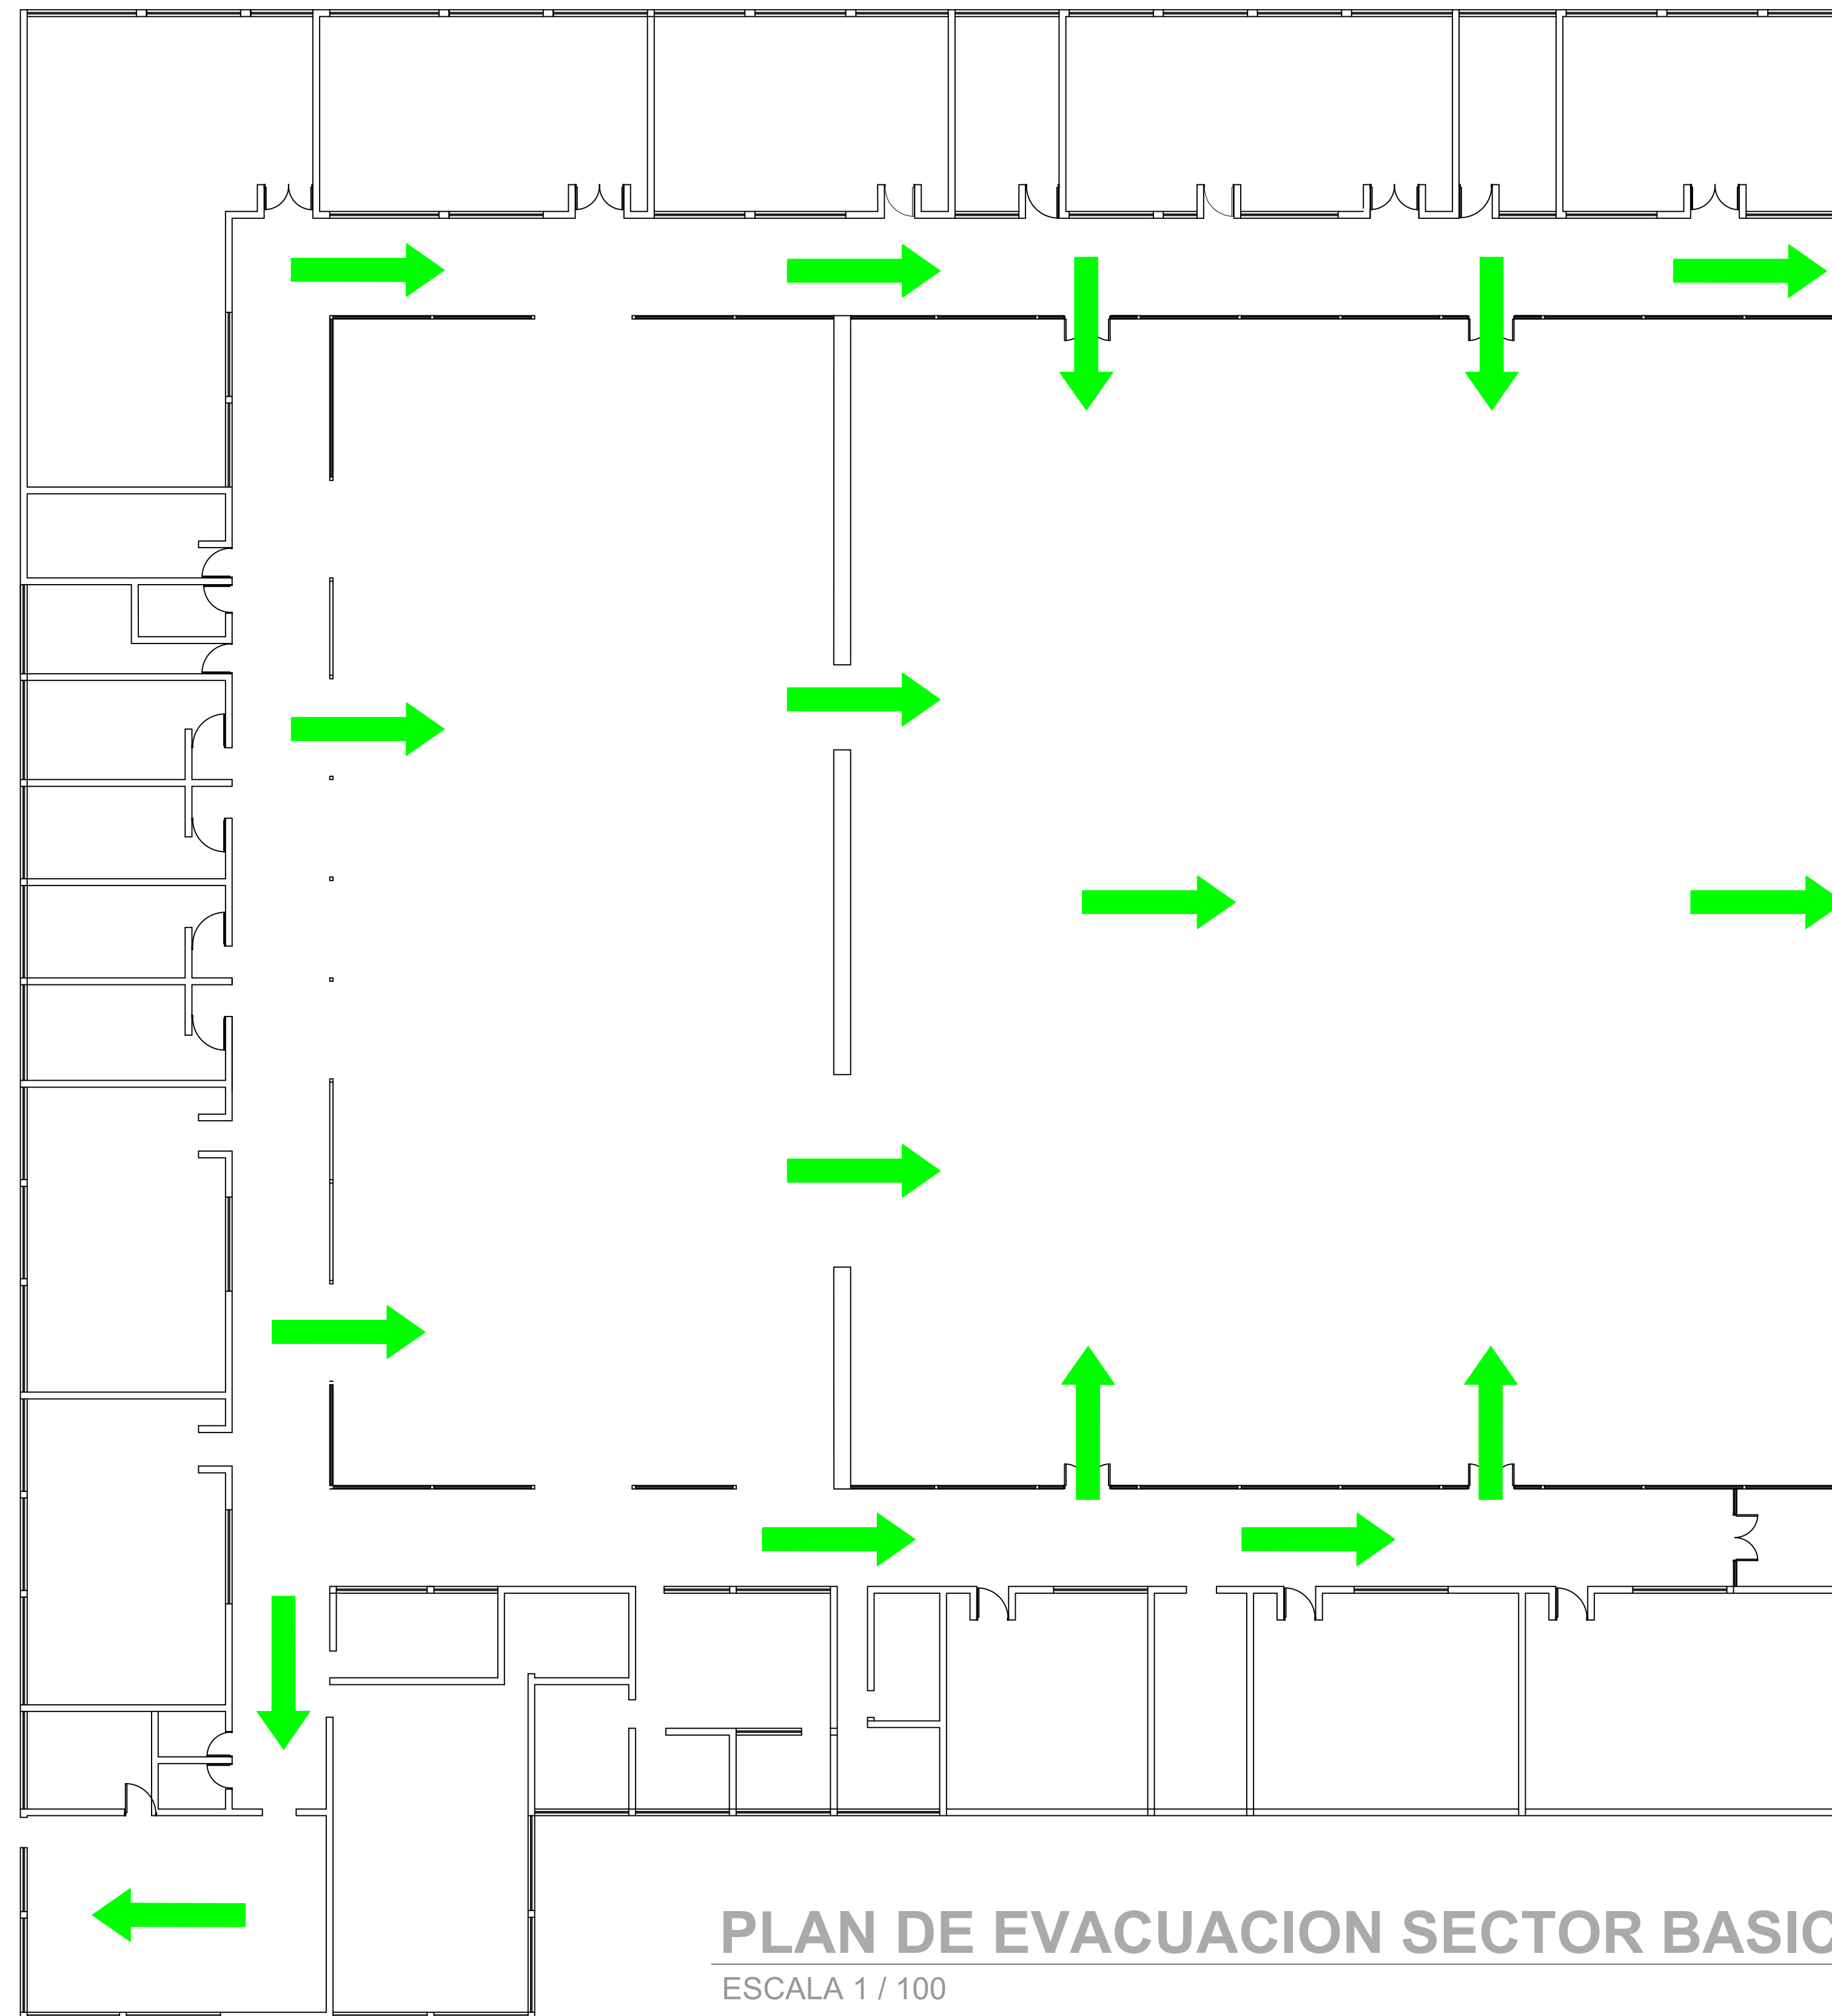 PLAN DE EVACUACION SECTOR BASIC
ESCALA 1 / 100